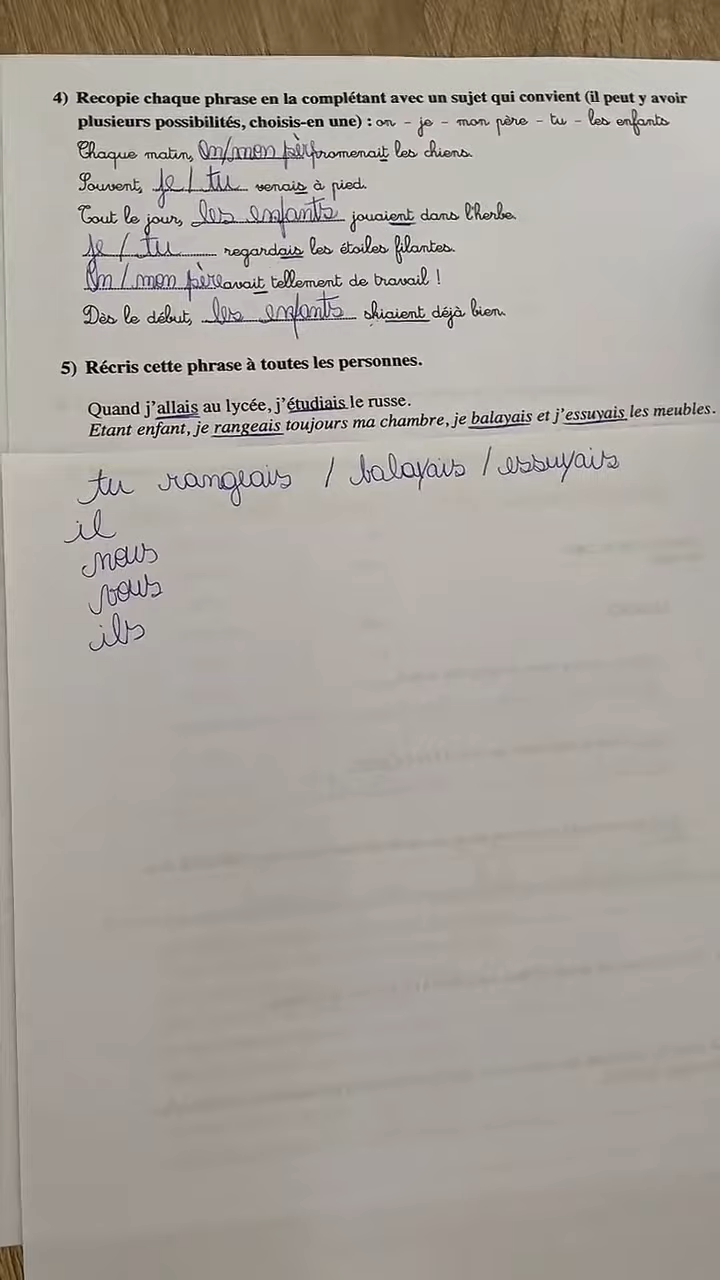 4) Recopie chaque phrase en la complétant avec un sujet qui convient (il peut y avoir
plusieurs possibilités, choisis-en une) : on - je - mon père - tu - les enfants
Chaque matin, On/mon père promenait les chiens.
Souvent, je / tu venais à pied.
Tout le jour, les enfants jouaient dans l'herbe.
je / tu regardais les étoiles filantes.
On / mon père avait tellement de travail !
Dès le début, les enfants skiaient déjà bien.
5) Récris cette phrase à toutes les personnes.
Quand j'allais au lycée, j'étudiais le russe.
Etant enfant, je rangeais toujours ma chambre, je balayais et j'essuyais les meubles.
tu rangeais / balayais / essuyais
il
nous
vous
ils